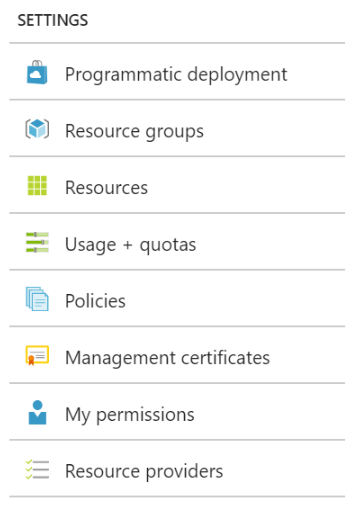 SETTINGS
Programmatic deployment
Resource groups
Resources
Usage + quotas
Policies
Management certificates
My permissions
Resource providers